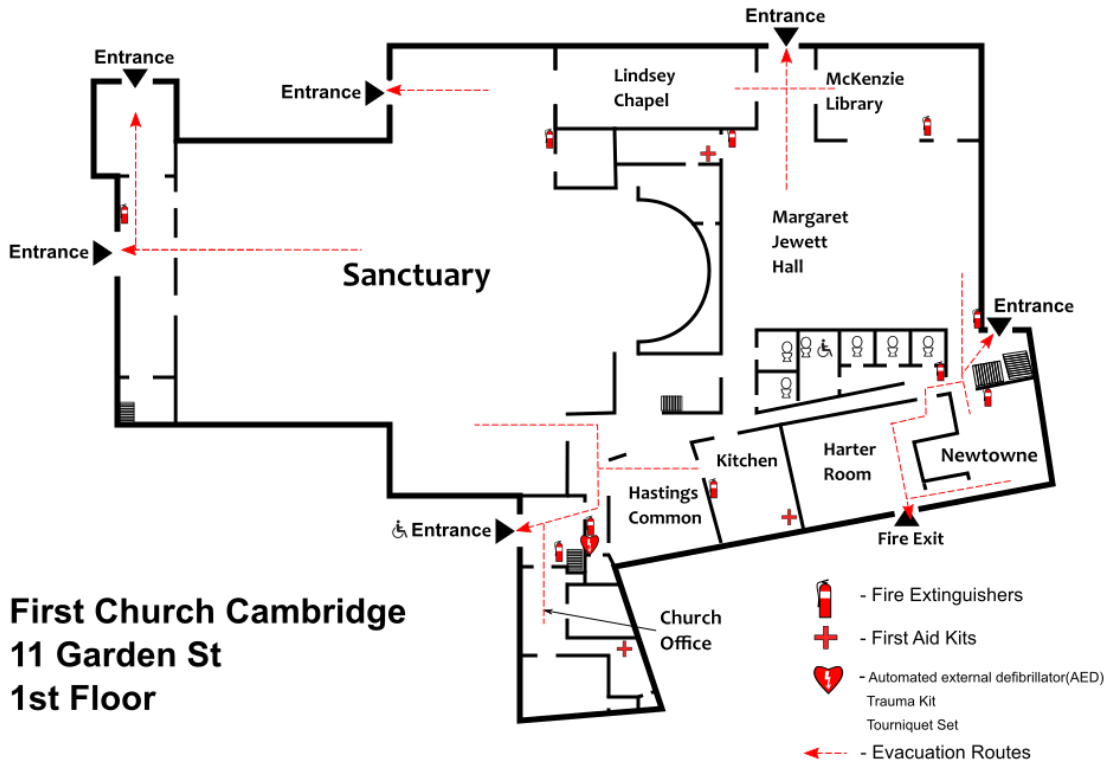 Entrance
Entrance
Entrance
Lindsey
Chapel
McKenzie
Library
Margaret
Jewett
Hall
Entrance
Sanctuary
Entrance
Kitchen
Harter
Room
Newtowne
Hastings
Common
Entrance
Fire Exit
Church
Office
First Church Cambridge
11 Garden St
1st Floor
- Fire Extinguishers
- First Aid Kits
- Automated external defibrillator(AED)
Trauma Kit
Tourniquet Set
- Evacuation Routes